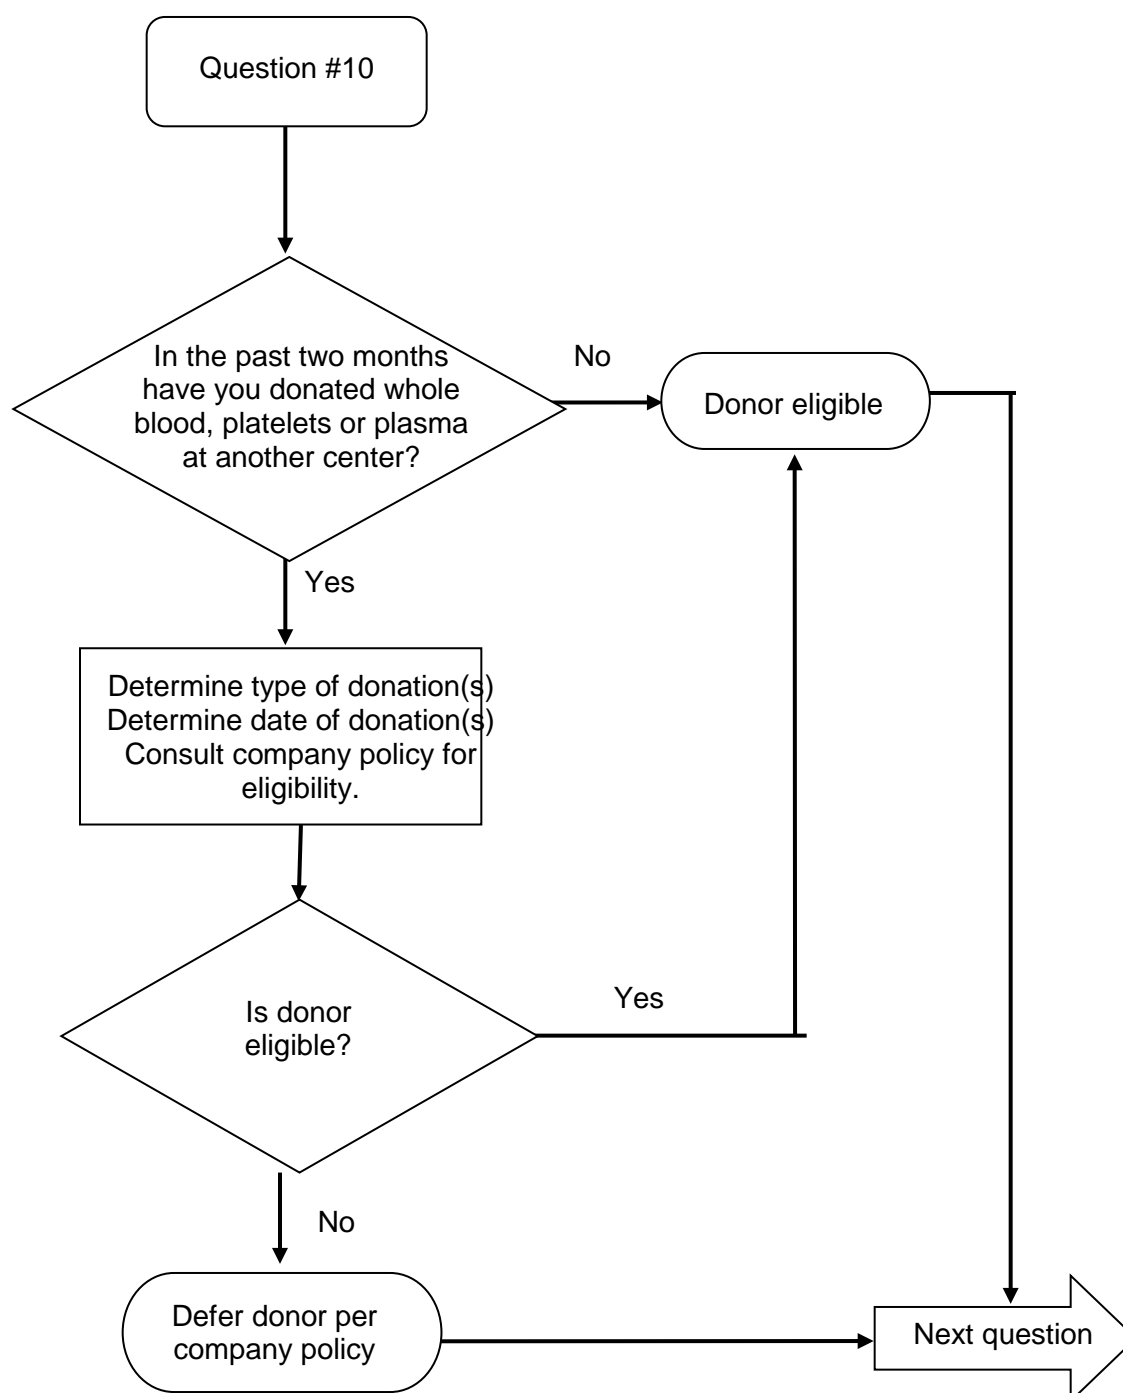 Question #10
In the past two months
have you donated whole
blood, platelets or plasma
at another center?
No
Donor eligible
Yes
Determine type of donation(s)
Determine date of donation(s)
Consult company policy for
eligibility.
Is donor
eligible?
Yes
No
Defer donor per
company policy
Next question